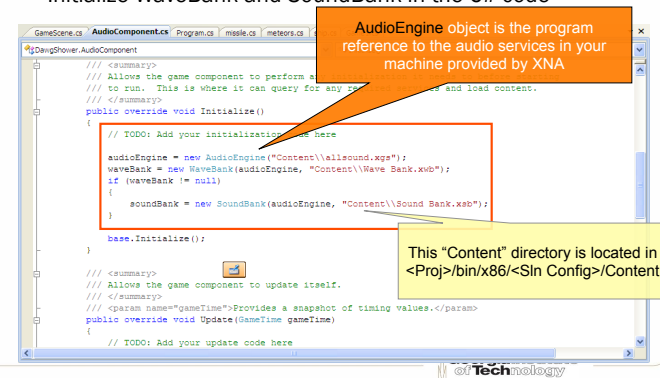 Initialize WaveBank and SoundBank in the C# code
AudioEngine object is the program
reference to the audio services in your
machine provided by XNA
GameScene.cs AudioComponent.cs Program.cs missile.cs meteors.cs
DawgShower.AudioComponent
/// <summary>
/// Allows the game component to perform any
/// to run. This is where it can query for any and load content.
/// </summary>
public override void Initialize()
{
// TODO: Add your initialization code here
audioEngine = new AudioEngine("Content\\allsound.xgs");
waveBank = new WaveBank(audioEngine, "Content\\Wave Bank.xwb");
if (waveBank != null)
{
soundBank = new SoundBank(audioEngine, "Content\\Sound Bank.xsb");
}
base.Initialize();
}
This “Content” directory is located in
<Proj>/bin/x86/<Sln Config>/Content
/// <summary>
/// Allows the game component to update itself.
/// </summary>
/// <param name="gameTime">Provides a snapshot of timing values.</param>
public override void Update(GameTime gameTime)
{
// TODO: Add your update code here
of Technology